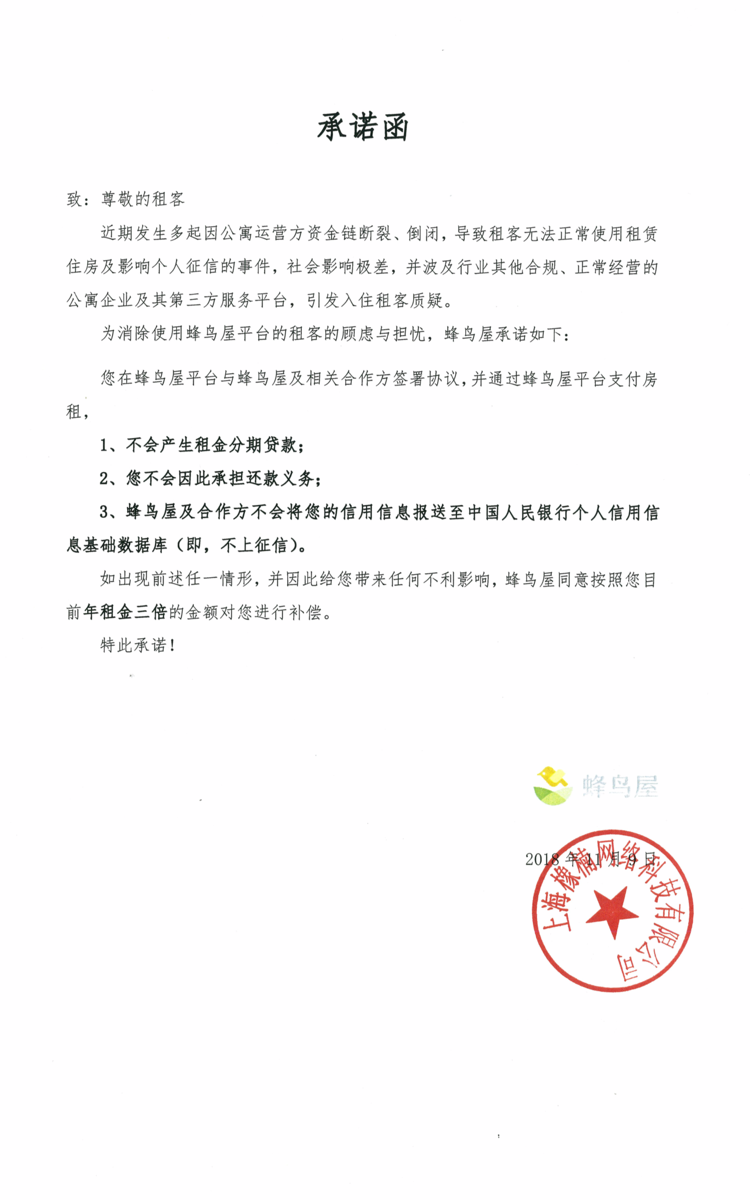 承诺函
致：尊敬的租客
近期发生多起因公寓运营方资金链断裂、倒闭，导致租客无法正常使用租赁
住房及影响个人征信的事件，社会影响极差，并波及行业其他合规、正常经营的
公寓企业及其第三方服务平台，引发入住租客质疑。
为消除使用蜂鸟屋平台的租客的顾虑与担忧，蜂鸟屋承诺如下：
您在蜂鸟屋平台与蜂鸟屋及相关合作方签署协议，并通过蜂鸟屋平台支付房
租，
1、不会产生租金分期贷款；
2、您不会因此承担还款义务；
3、蜂鸟屋及合作方不会将您的信用信息报送至中国人民银行个人信用信
息基础数据库（即，不上征信）。
如出现前述任一情形，并因此给您带来任何不利影响，蜂鸟屋同意按照您目
前年租金三倍的金额对您进行补偿。
特此承诺！
蜂鸟屋
2018 年 11 月 9 日
上海橡楠网络科技有限公司